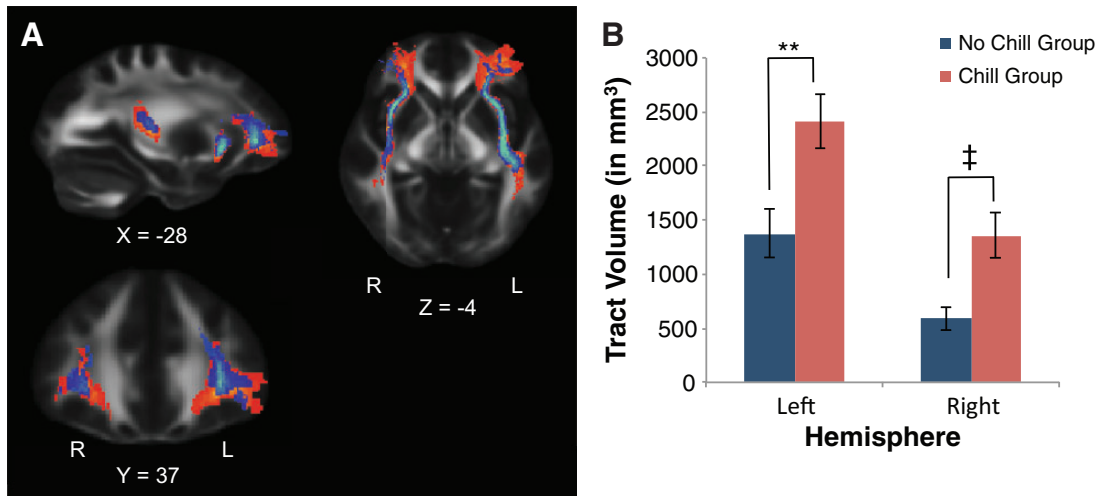 A
X = -28
R
L
Z = -4
R
L
Y = 37
B
No Chill Group
Chill Group
**
‡
3000
2500
2000
1500
1000
500
0
Tract Volume (in mm³)
Left
Right
Hemisphere